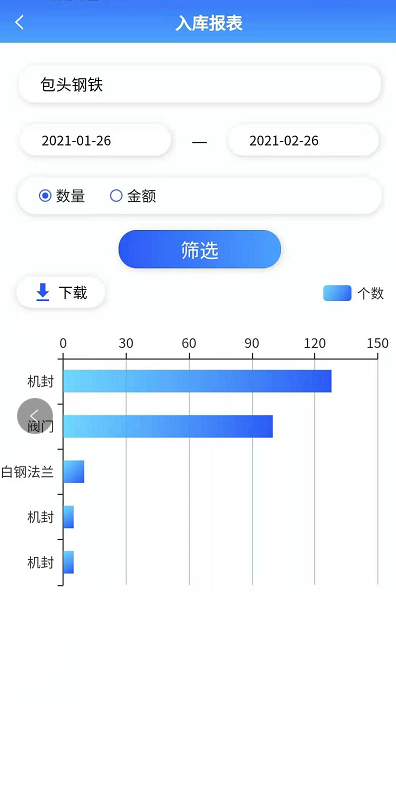 入库报表
包头钢铁
2021-01-26 — 2021-02-26
数量 金额
筛选
下载 个数
0 30 60 90 120 150
机封
阀门
白钢法兰
机封
机封